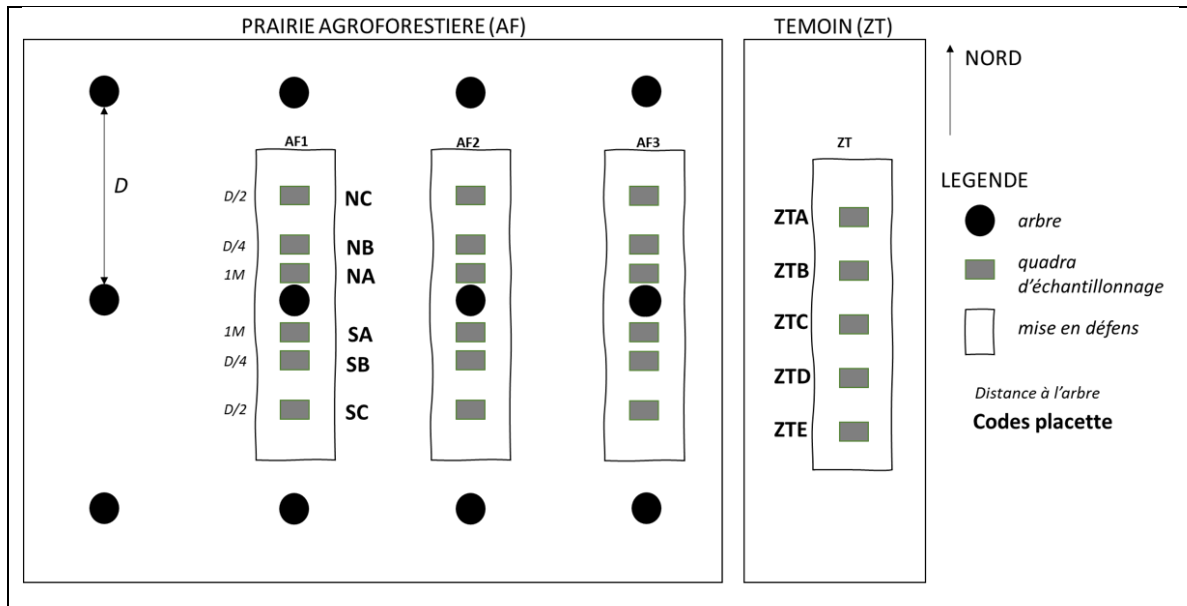 PRAIRIE AGROFORESTIERE (AF)
TEMOIN (ZT)
NORD
D
AF1
AF2
AF3
ZT
D/2
NC
D/4
NB
1M
NA
1M
SA
D/4
SB
D/2
SC
ZTA
ZTB
ZTC
ZTD
ZTE
LEGENDE
arbre
quadra
d'échantillonnage
mise en défens
Distance à l'arbre
Codes placette